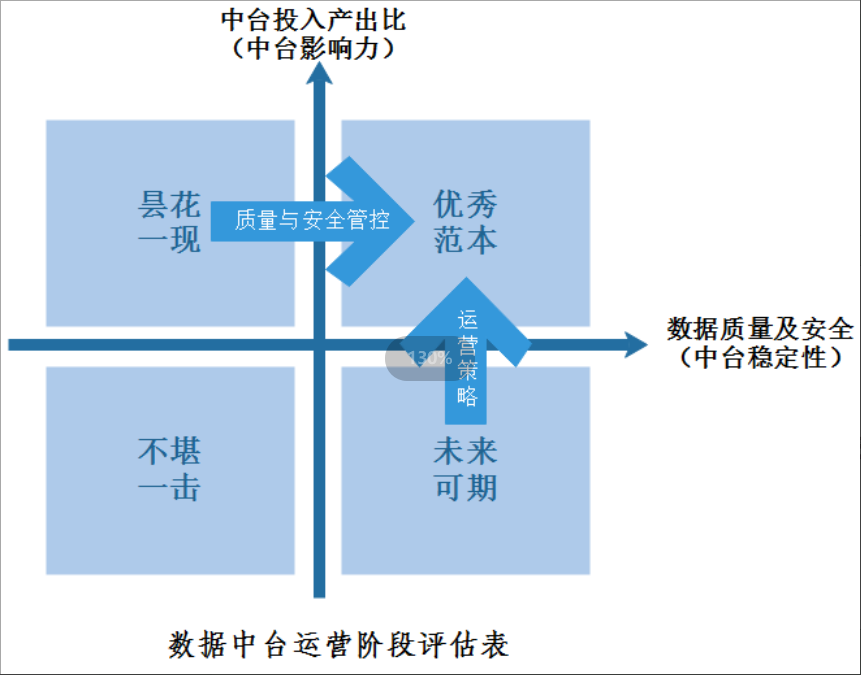 中台投入产出比
（中台影响力）
昙花
一现
质量与安全管控
优秀
范本
数据质量及安全
（中台稳定性）
运
营
策
略
130%
不堪
一击
未来
可期
数据中台运营阶段评估表